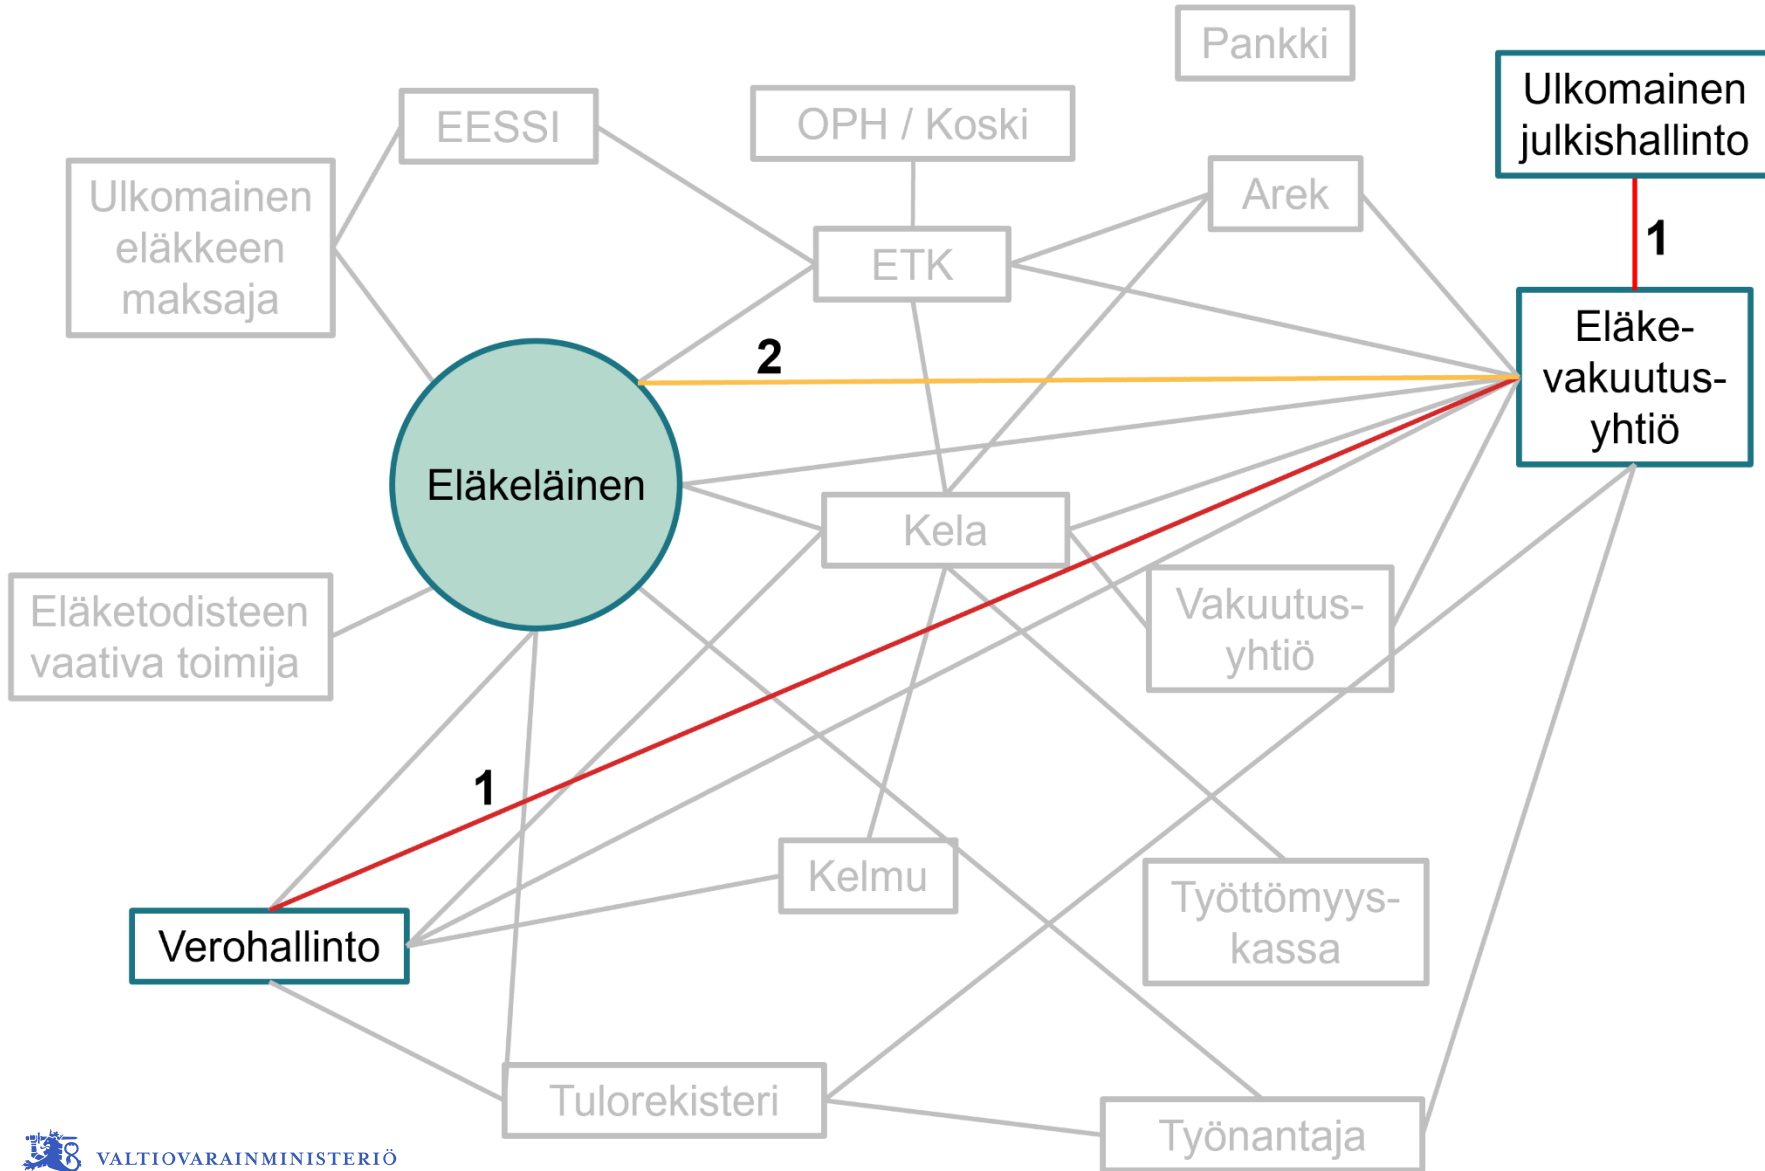 Pankki
Ulkomainen
julkishallinto
EESSI
OPH / Koski
Ulkomainen
eläkkeen
maksaja
Arek
1
ETK
Eläke-
vakuutus-
yhtiö
2
Eläkeläinen
Kela
Eläketodisteen
vaativa toimija
Vakuutus-
yhtiö
1
Kelmu
Työttömyys-
kassa
Verohallinto
Tulorekisteri
Työnantaja
VALTIOVARAINMINISTERIÖ